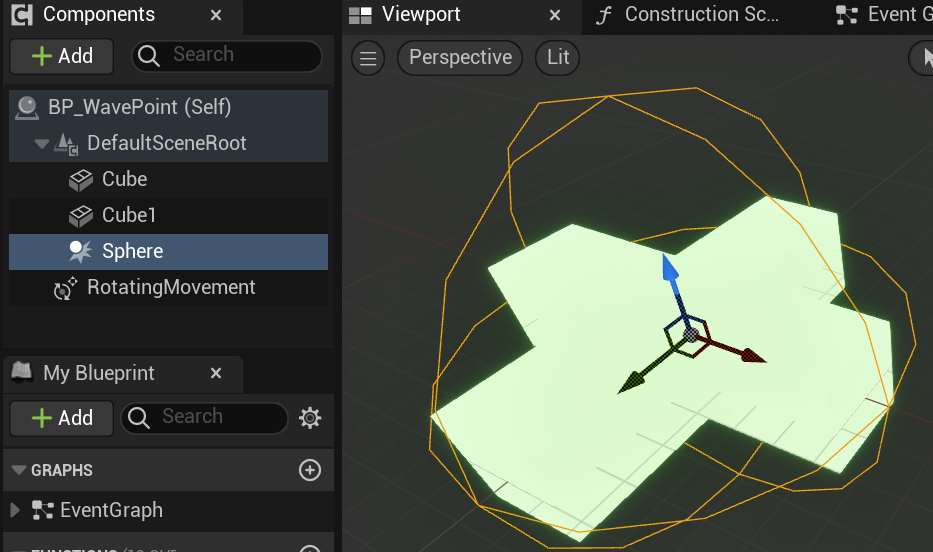 Components
Add
Search
BP_WavePoint (Self)
DefaultSceneRoot
Cube
Cube1
Sphere
RotatingMovement
My Blueprint
Add
Search
GRAPHS
EventGraph
Viewport
Construction Sc...
Event G
Perspective
Lit